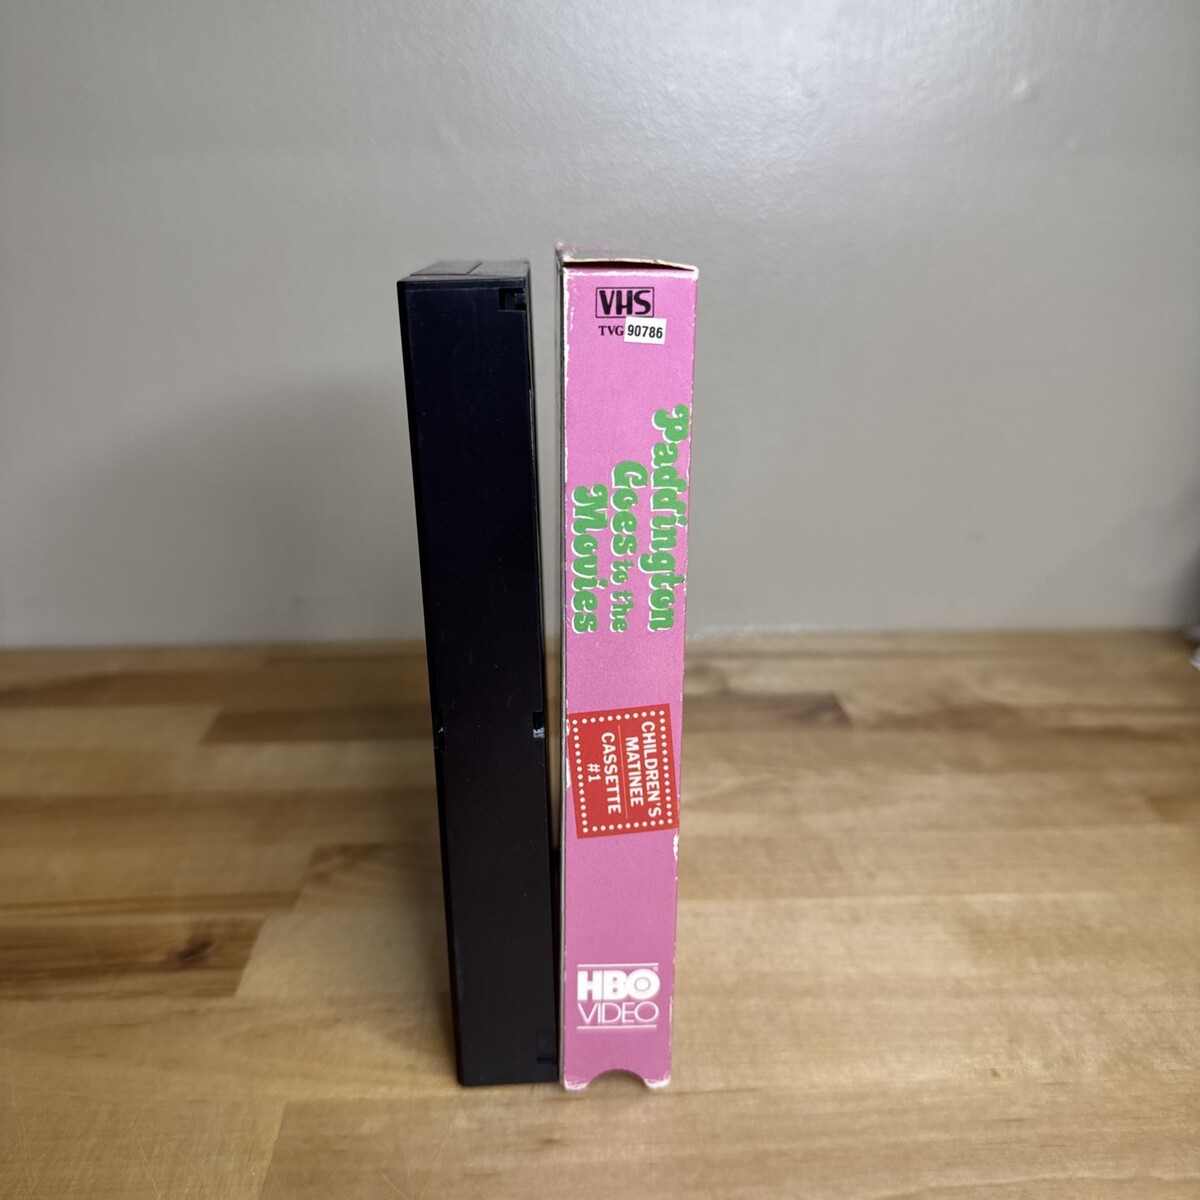 VHS
TVG 90786
Paddington
Goes to the
Movies
CHILDREN'S
MATINEE
CASSETTE
#1
HBO
VIDEO